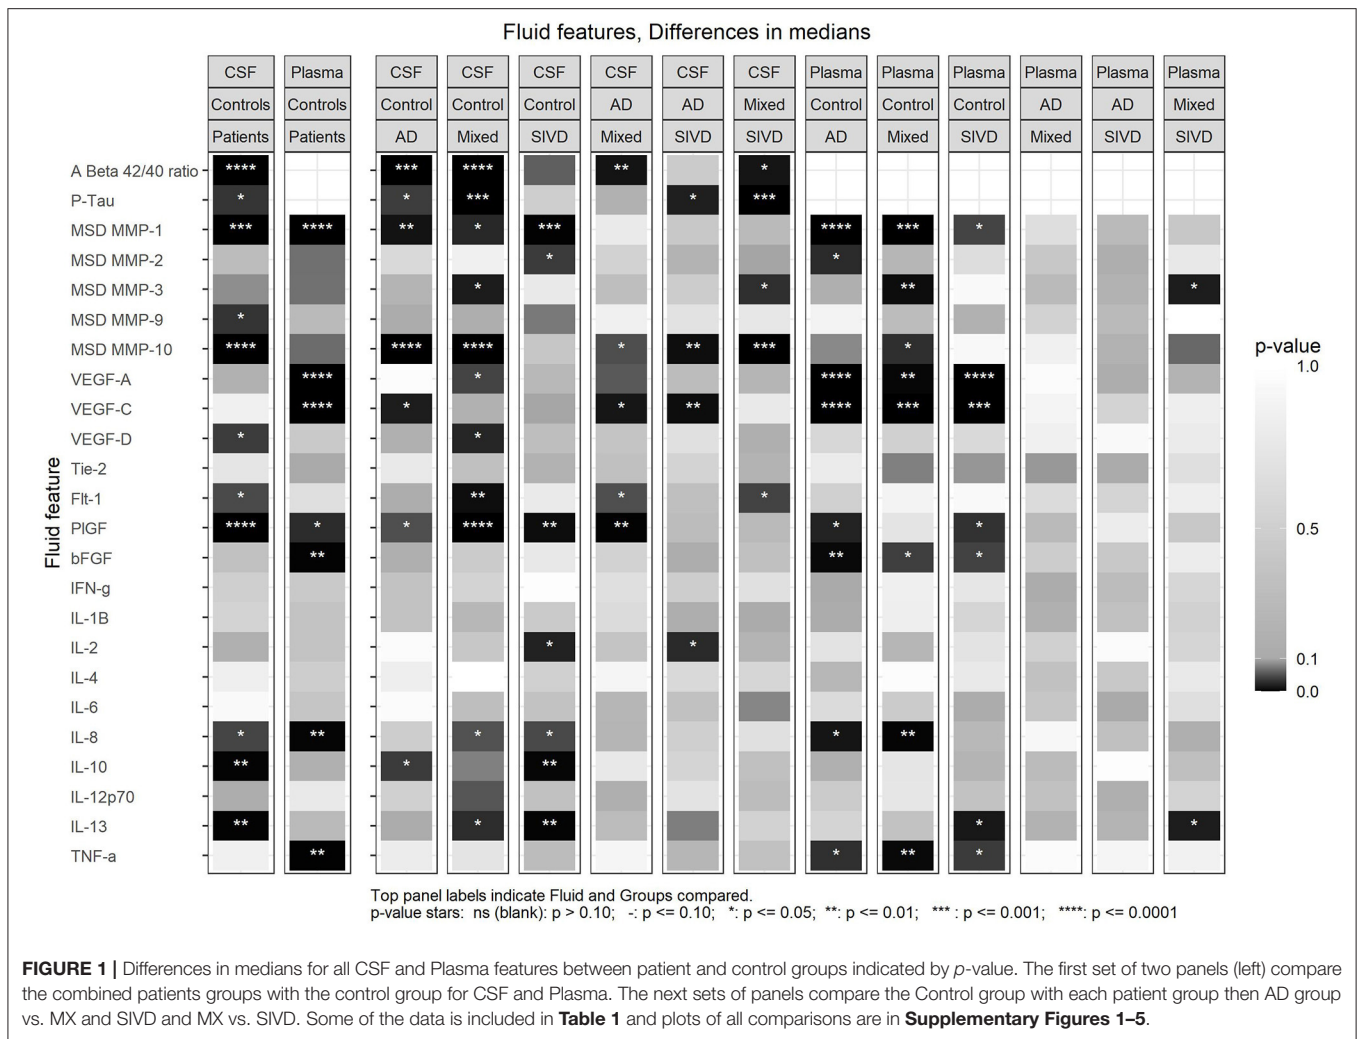 Fluid features, Differences in medians
CSF Plasma CSF CSF CSF CSF CSF CSF Plasma Plasma Plasma Plasma Plasma Plasma
Controls Controls Control Control Control AD AD Mixed Control Control Control AD AD Mixed
Patients Patients AD Mixed SIVD Mixed SIVD SIVD AD Mixed SIVD Mixed SIVD SIVD
A Beta 42/40 ratio **** *** **** ** *
P-Tau * * *** * ***
MSD MMP-1 *** **** ** * *** **** *** *
MSD MMP-2 * *
MSD MMP-3 * * ** *
MSD MMP-9 *
MSD MMP-10 **** **** **** * ** *** *
VEGF-A **** * **** ** ****
VEGF-C **** * * ** **** *** ***
VEGF-D * *
Tie-2
Flt-1 * ** * *
PlGF **** * * **** ** ** * *
bFGF ** ** * *
IFN-g
IL-1B
IL-2 * *
IL-4
IL-6
IL-8 * ** * * * **
IL-10 ** * **
IL-12p70
IL-13 ** * ** * *
TNF-a ** * ** *
Fluid feature
p-value
1.0
0.5
0.1
0.0
Top panel labels indicate Fluid and Groups compared.
p-value stars: ns (blank): p > 0.10; -: p <= 0.10; *: p <= 0.05; **: p <= 0.01; *** : p <= 0.001; ****: p <= 0.0001
FIGURE 1 | Differences in medians for all CSF and Plasma features between patient and control groups indicated by p-value. The first set of two panels (left) compare
the combined patients groups with the control group for CSF and Plasma. The next sets of panels compare the Control group with each patient group then AD group
vs. MX and SIVD and MX vs. SIVD. Some of the data is included in Table 1 and plots of all comparisons are in Supplementary Figures 1–5.